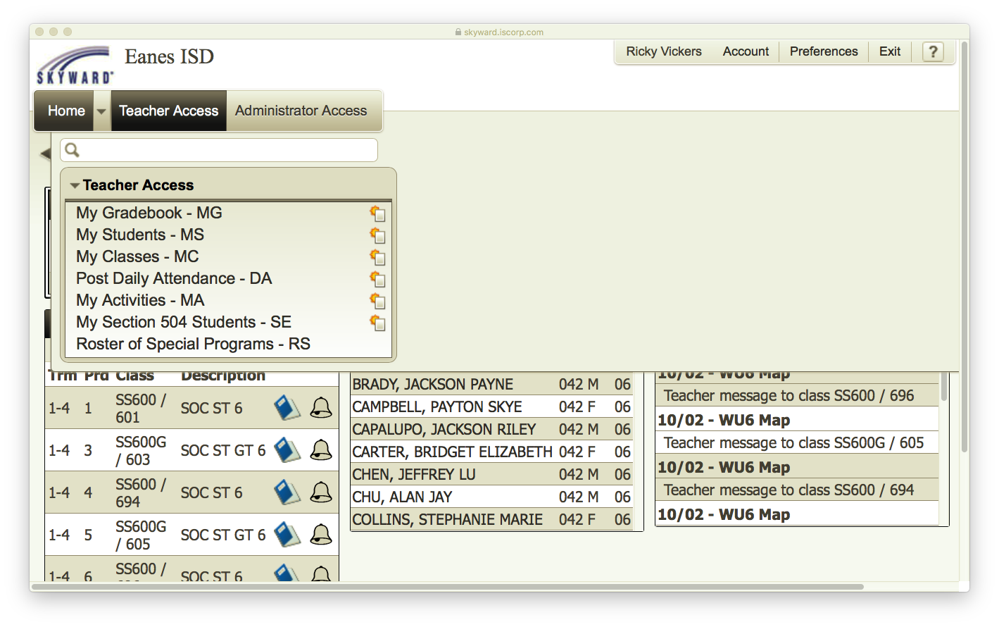 skyward.iscorp.com
SKYWARD
Eanes ISD
Ricky Vickers Account Preferences Exit ?
Home Teacher Access Administrator Access
Teacher Access
My Gradebook - MG
My Students - MS
My Classes - MC
Post Daily Attendance - DA
My Activities - MA
My Section 504 Students - SE
Roster of Special Programs - RS
Trm Prd Class Description
1-4 1 SS600 / 601 SOC ST 6
1-4 3 SS600G / 603 SOC ST GT 6
1-4 4 SS600 / 694 SOC ST 6
1-4 5 SS600G / 605 SOC ST GT 6
1-4 6 SS600 / SOC ST 6
BRADY, JACKSON PAYNE 042 M 06
CAMPBELL, PAYTON SKYE 042 F 06
CAPALUPO, JACKSON RILEY 042 M 06
CARTER, BRIDGET ELIZABETH 042 F 06
CHEN, JEFFREY LU 042 M 06
CHU, ALAN JAY 042 M 06
COLLINS, STEPHANIE MARIE 042 F 06
10/02 - WU6 Map
Teacher message to class SS600 / 696
10/02 - WU6 Map
Teacher message to class SS600G / 605
10/02 - WU6 Map
Teacher message to class SS600 / 694
10/02 - WU6 Map